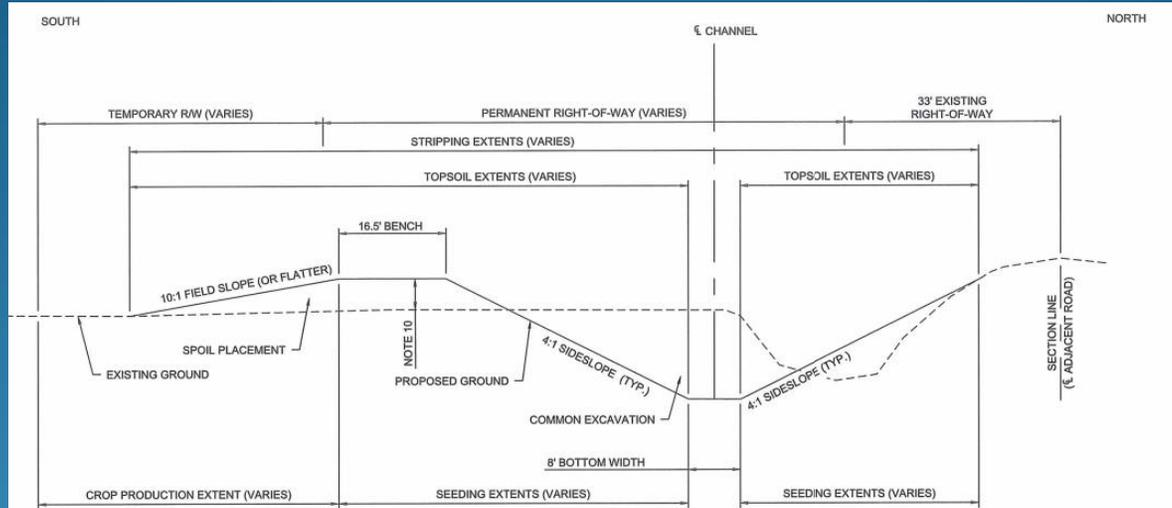 SOUTH
NORTH
℄ CHANNEL
TEMPORARY R/W (VARIES)
PERMANENT RIGHT-OF-WAY (VARIES)
33' EXISTING
RIGHT-OF-WAY
STRIPPING EXTENTS (VARIES)
TOPSOIL EXTENTS (VARIES)
TOPSOIL EXTENTS (VARIES)
16.5' BENCH
10:1 FIELD SLOPE (OR FLATTER)
SPOIL PLACEMENT
EXISTING GROUND
NOTE 10
PROPOSED GROUND
4:1 SIDESLOPE (TYP.)
COMMON EXCAVATION
4:1 SIDESLOPE (TYP.)
SECTION LINE
(℄ ADJACENT ROAD)
8' BOTTOM WIDTH
CROP PRODUCTION EXTENT (VARIES)
SEEDING EXTENTS (VARIES)
SEEDING EXTENTS (VARIES)